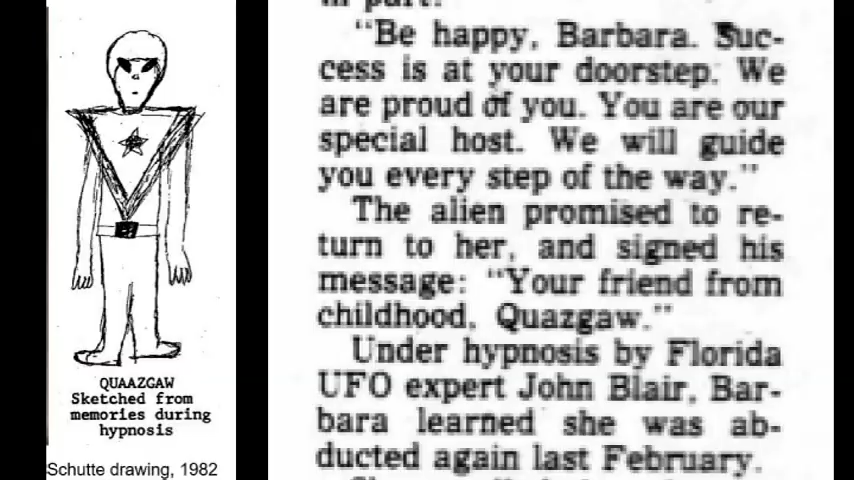 QUAAZGAW
Sketched from
memories during
hypnosis
Schutte drawing, 1982
"Be happy, Barbara. Suc-
cess is at your doorstep. We
are proud of you. You are our
special host. We will guide
you every step of the way."
The alien promised to re-
turn to her, and signed his
message: "Your friend from
childhood, Quazgaw."
Under hypnosis by Florida
UFO expert John Blair, Bar-
bara learned she was ab-
ducted again last February.